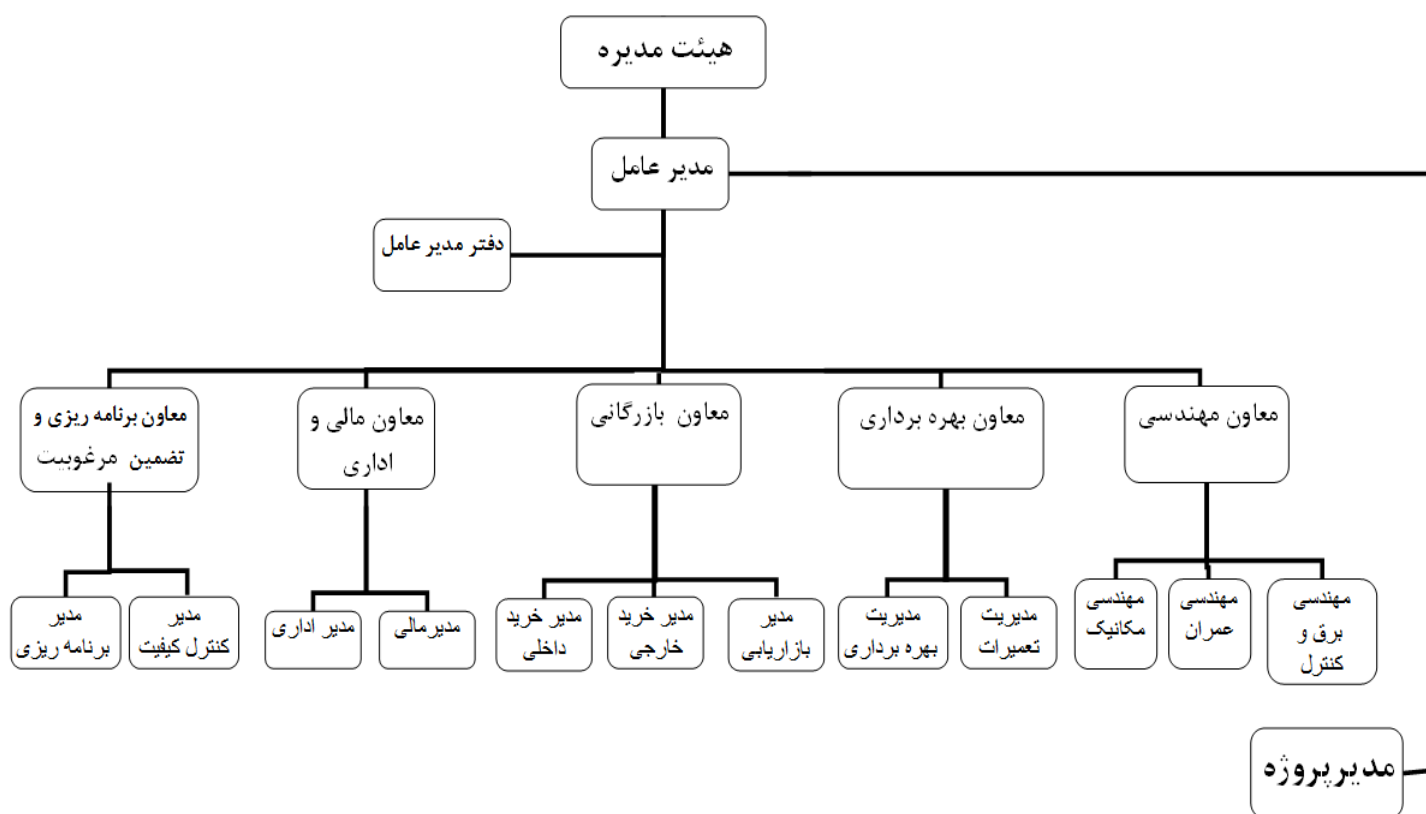 هیئت مدیره
مدیر عامل
دفتر مدیر عامل
معاون مهندسی
معاون بهره برداری
معاون بازرگانی
معاون مالی و
اداری
معاون برنامه ریزی و
تضمین مرغوبیت
مهندسی
برق و
کنترل
مهندسی
عمران
مهندسی
مکانیک
مدیریت
تعمیرات
مدیریت
بهره برداری
مدیر
بازاریابی
مدیر خرید
خارجی
مدیر خرید
داخلی
مدیرمالی
مدیر اداری
مدیر
کنترل کیفیت
مدیر
برنامه ریزی
مدیرپروژه